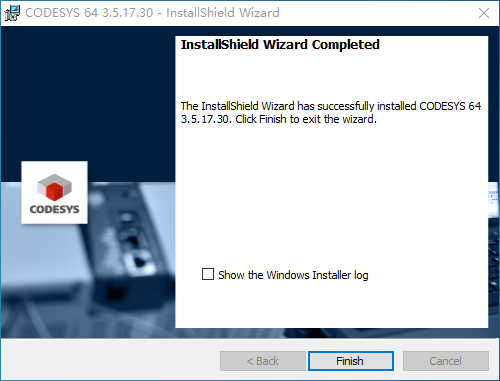 CODESYS 64 3.5.17.30 - InstallShield Wizard
InstallShield Wizard Completed
The InstallShield Wizard has successfully installed CODESYS 64
3.5.17.30. Click Finish to exit the wizard.
CODESYS
Show the Windows Installer log
< Back
Finish
Cancel